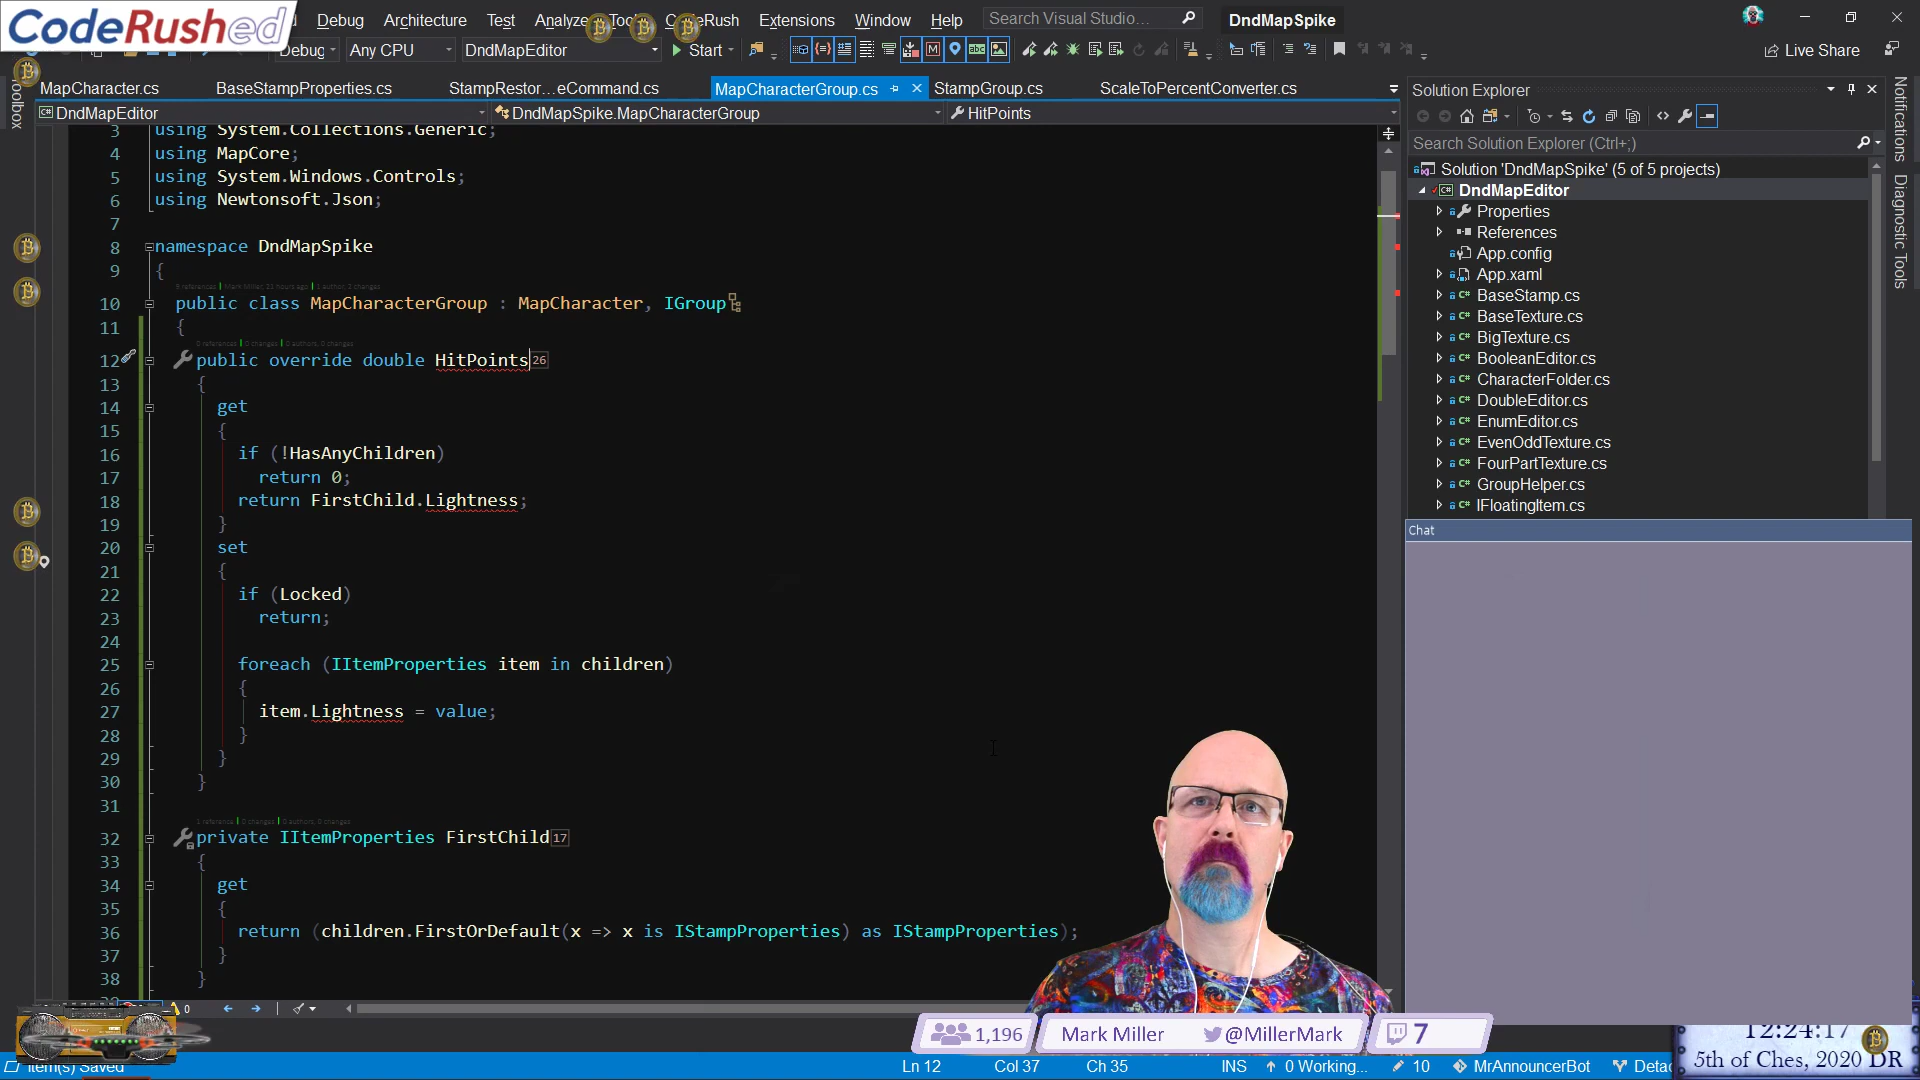 CodeRushed
Debug Architecture Test Analyze CodeRush Extensions Window Help Search Visual Studio... DndMapSpike
Debug Any CPU DndMapEditor Start Live Share
MapCharacter.cs BaseStampProperties.cs StampRestor...eCommand.cs MapCharacterGroup.cs StampGroup.cs ScaleToPercentConverter.cs
DndMapEditor DndMapSpike.MapCharacterGroup HitPoints
3 using System.Collections.Generic;
4 using MapCore;
5 using System.Windows.Controls;
6 using Newtonsoft.Json;
7
8 namespace DndMapSpike
9 {
10 public class MapCharacterGroup : MapCharacter, IGroup
11 {
12 public override double HitPoints 26
13 {
14 get
15 {
16 if (!HasAnyChildren)
17 return 0;
18 return FirstChild.Lightness;
19 }
20 set
21 {
22 if (Locked)
23 return;
24
25 foreach (IItemProperties item in children)
26 {
27 item.Lightness = value;
28 }
29 }
30 }
31
32 private IItemProperties FirstChild 17
33 {
34 get
35 {
36 return (children.FirstOrDefault(x => x is IStampProperties) as IStampProperties);
37 }
38 }
0
Solution Explorer
Search Solution Explorer (Ctrl+;)
Solution 'DndMapSpike' (5 of 5 projects)
DndMapEditor
Properties
References
App.config
App.xaml
BaseStamp.cs
BaseTexture.cs
BigTexture.cs
BooleanEditor.cs
CharacterFolder.cs
DoubleEditor.cs
EnumEditor.cs
EvenOddTexture.cs
FourPartTexture.cs
GroupHelper.cs
IFloatingItem.cs
Notifications
Diagnostic Tools
Chat
1,196 Mark Miller @MillerMark 7
12:24:17
5th of Ches, 2020 DR
Item(s) Saved Ln 12 Col 37 Ch 35 INS 0 Working... 10 MrAnnouncerBot